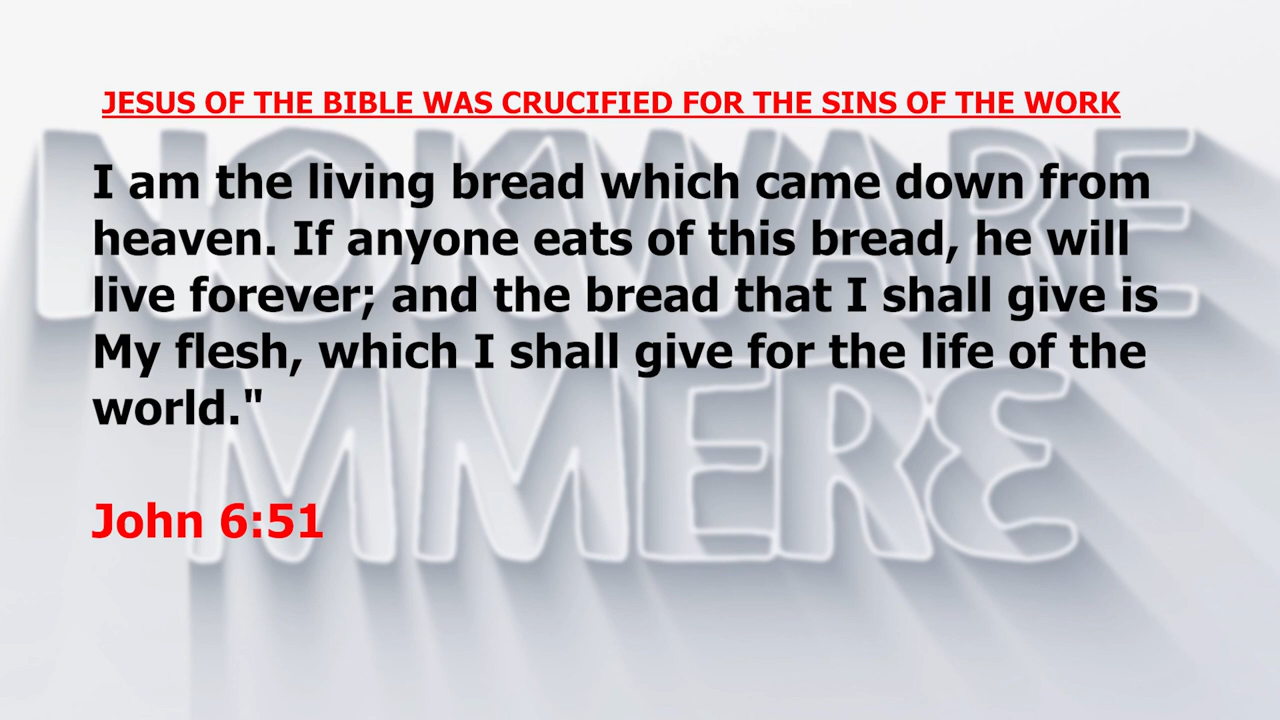 JESUS OF THE BIBLE WAS CRUCIFIED FOR THE SINS OF THE WORK
I am the living bread which came down from
heaven. If anyone eats of this bread, he will
live forever; and the bread that I shall give is
My flesh, which I shall give for the life of the
world."
John 6:51
NOKWARE
MMERƐ